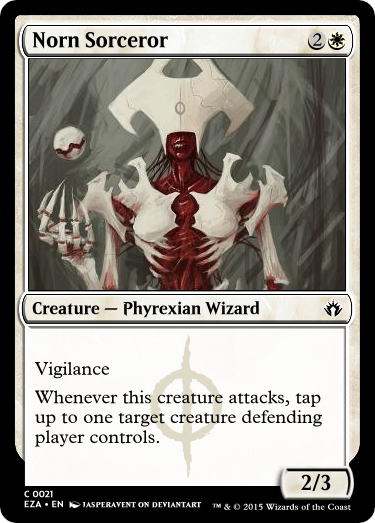 Norn Sorceror 2
Creature — Phyrexian Wizard
Vigilance
Whenever this creature attacks, tap
up to one target creature defending
player controls.
2/3
C 0021
EZA • EN JASPERAVENT ON DEVIANTART ™ & © 2015 Wizards of the Coast